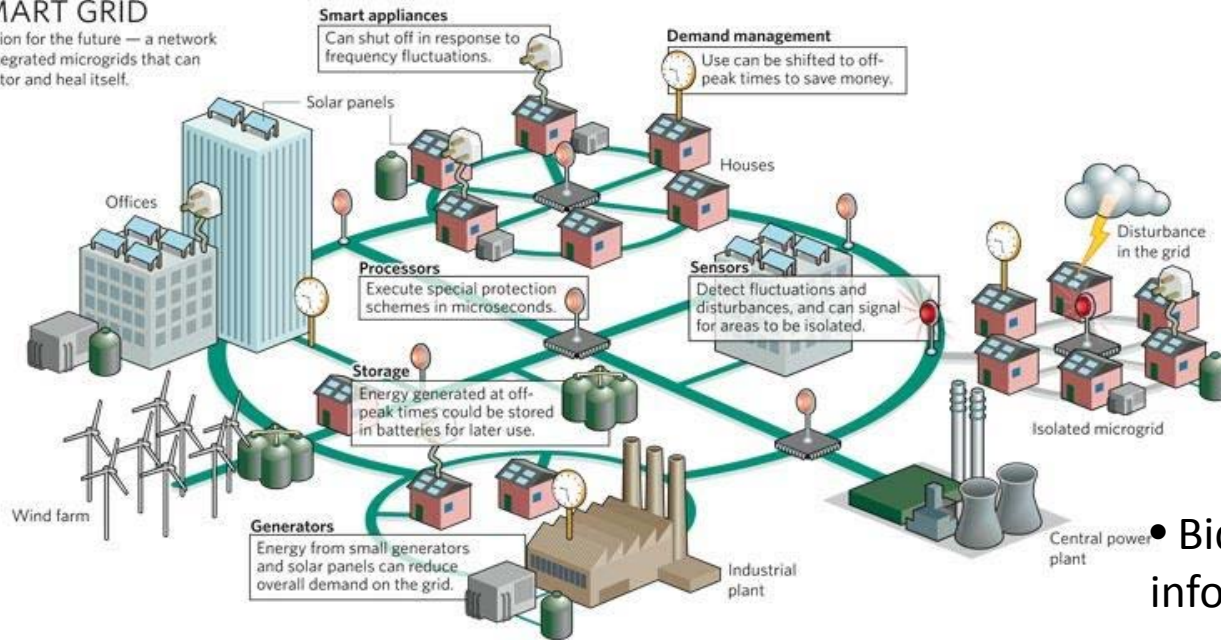 MART GRID
ion for the future — a network
egrated microgrids that can
tor and heal itself.
Smart appliances
Can shut off in response to
frequency fluctuations.
Demand management
Use can be shifted to off-
peak times to save money.
Solar panels
Houses
Offices
Disturbance
in the grid
Processors
Execute special protection
schemes in microseconds.
Sensors
Detect fluctuations and
disturbances, and can signal
for areas to be isolated.
Storage
Energy generated at off-
peak times could be stored
in batteries for later use.
Isolated microgrid
Wind farm
Generators
Energy from small generators
and solar panels can reduce
overall demand on the grid.
Industrial
plant
Central power
plant
• Bid
info